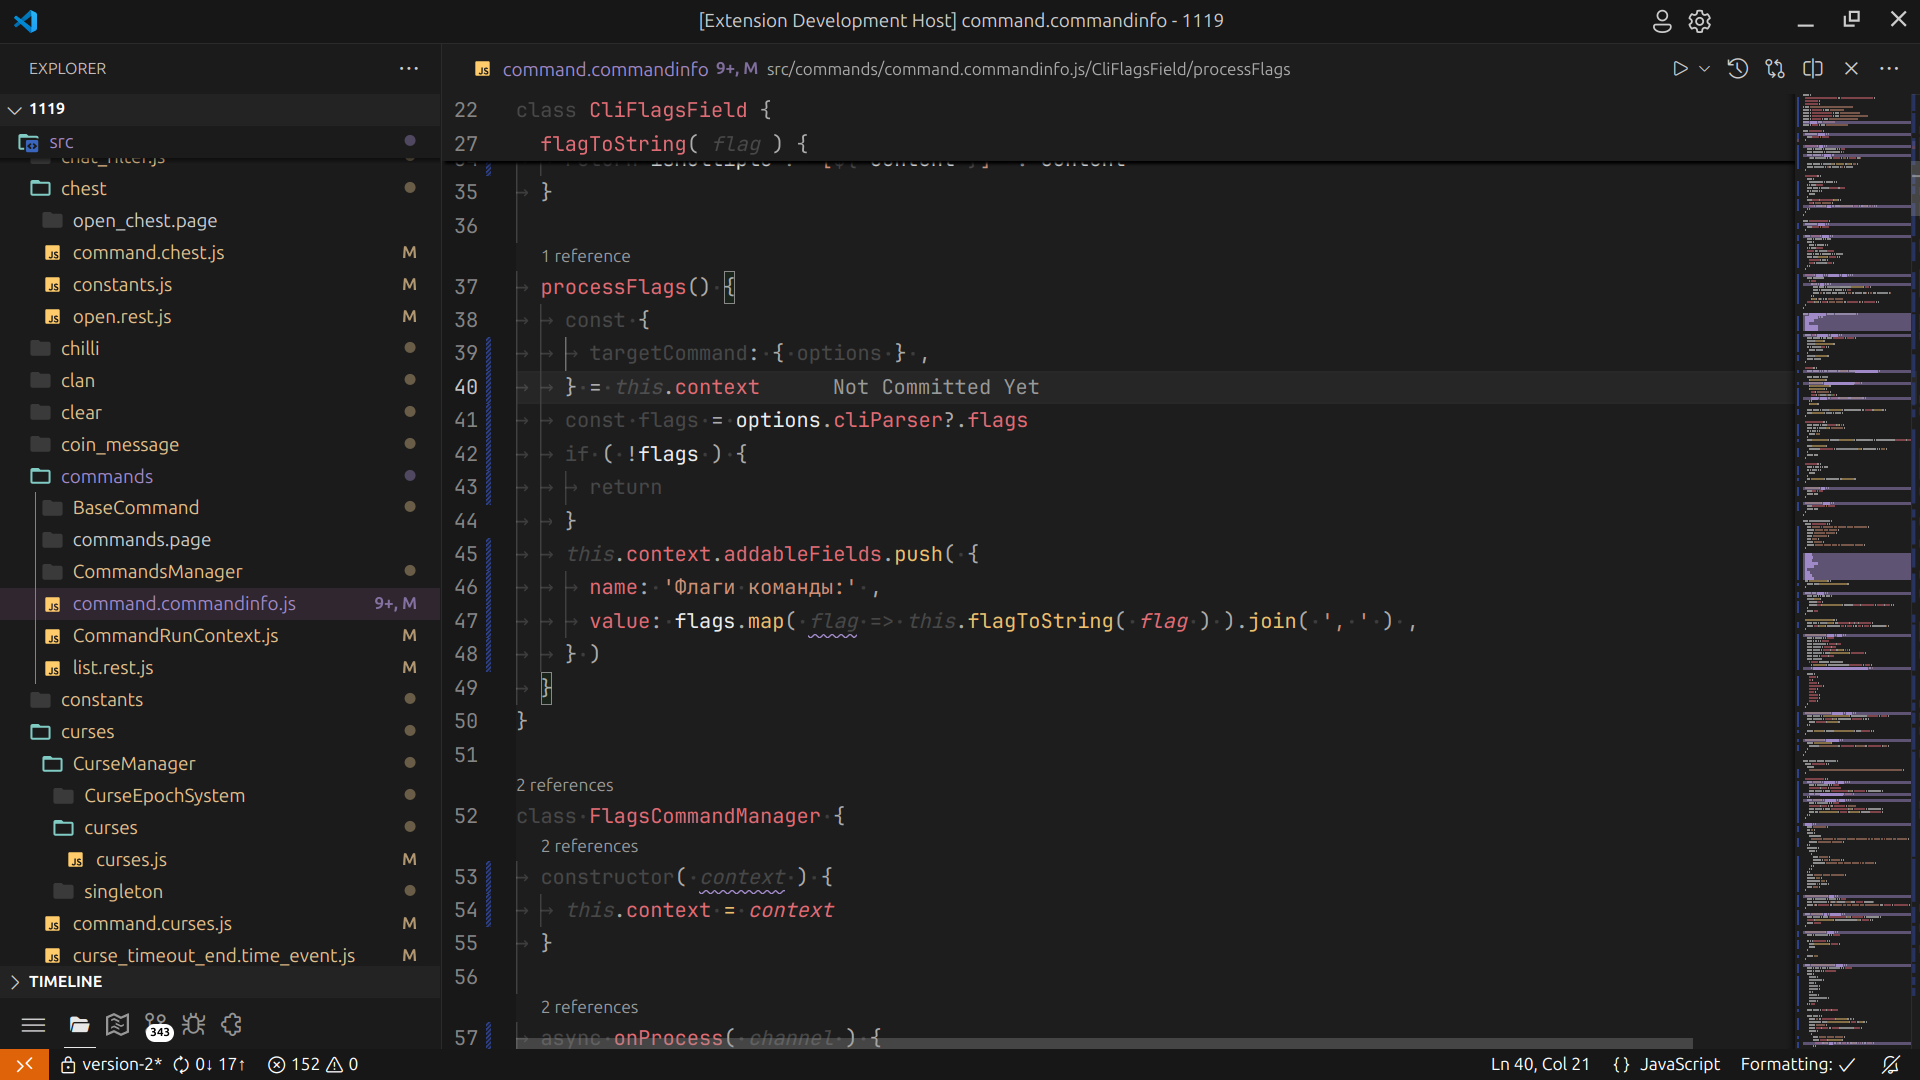 [Extension Development Host] command.commandinfo - 1119
EXPLORER
1119
src
chat_filter.js
chest
open_chest.page
command.chest.js M
constants.js M
open.rest.js M
chilli
clan
clear
coin_message
commands
BaseCommand
commands.page
CommandsManager
command.commandinfo.js 9+, M
CommandRunContext.js M
list.rest.js M
constants
curses
CurseManager
CurseEpochSystem
curses
curses.js M
singleton
command.curses.js M
curse_timeout_end.time_event.js M
TIMELINE
343
command.commandinfo 9+, M src/commands/command.commandinfo.js/CliFlagsField/processFlags
22 class CliFlagsField {
27 flagToString( flag ) {
35 }
36
1 reference
37 processFlags() {
38 const {
39 targetCommand: { options } ,
40 } = this.context Not Committed Yet
41 const flags = options.cliParser?.flags
42 if ( !flags ) {
43 return
44 }
45 this.context.addableFields.push( {
46 name: 'Флаги команды:' ,
47 value: flags.map( flag => this.flagToString( flag ) ).join( ', ' ) ,
48 } )
49 }
50 }
51
2 references
52 class FlagsCommandManager {
2 references
53 constructor( context ) {
54 this.context = context
55 }
56
2 references
57 async onProcess( channel ) {
version-2* 0↓ 17↑ 152 0
Ln 40, Col 21 {} JavaScript Formatting: ✓